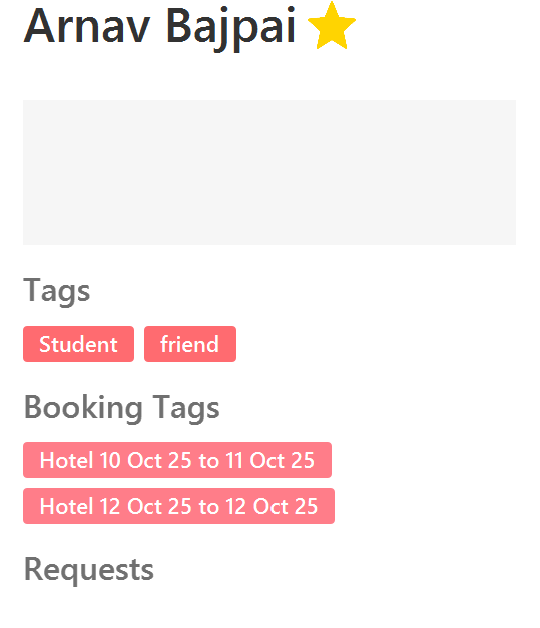 Arnav Bajpai
Tags
Student friend
Booking Tags
Hotel 10 Oct 25 to 11 Oct 25
Hotel 12 Oct 25 to 12 Oct 25
Requests